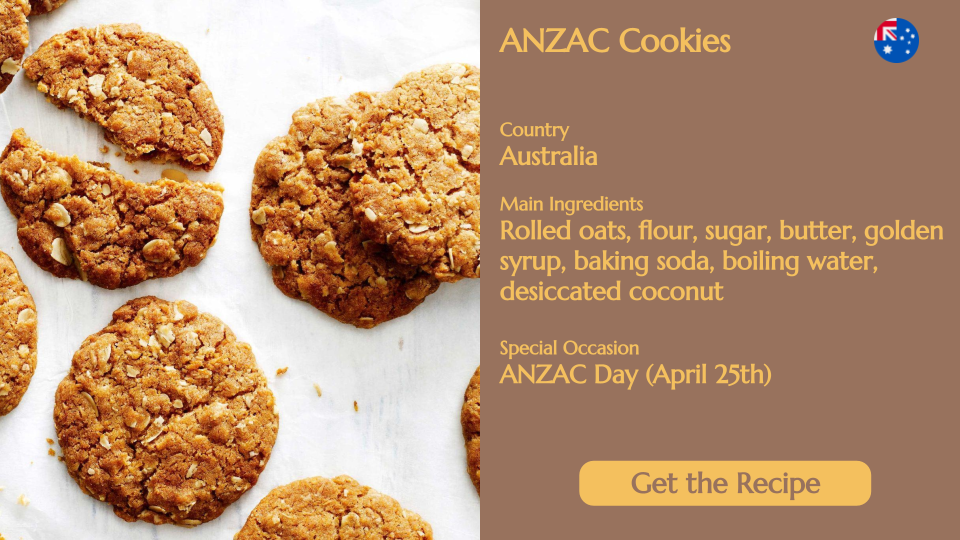 ANZAC Cookies
Country
Australia
Main Ingredients
Rolled oats, flour, sugar, butter, golden
syrup, baking soda, boiling water,
desiccated coconut
Special Occasion
ANZAC Day (April 25th)
Get the Recipe